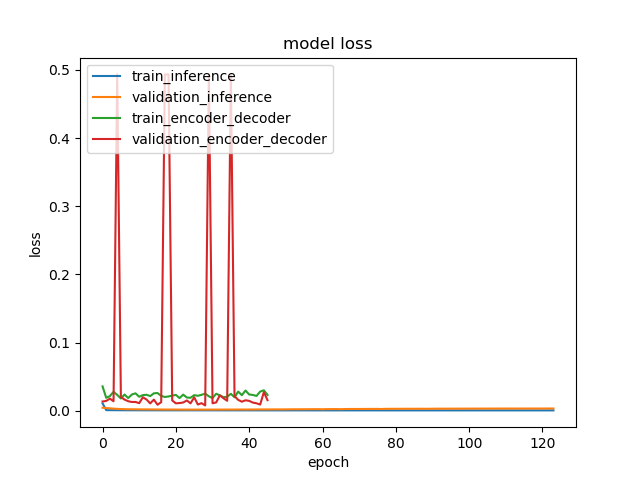 model loss
train_inference
validation_inference
train_encoder_decoder
validation_encoder_decoder
loss
0.5
0.4
0.3
0.2
0.1
0.0
0 20 40 60 80 100 120
epoch